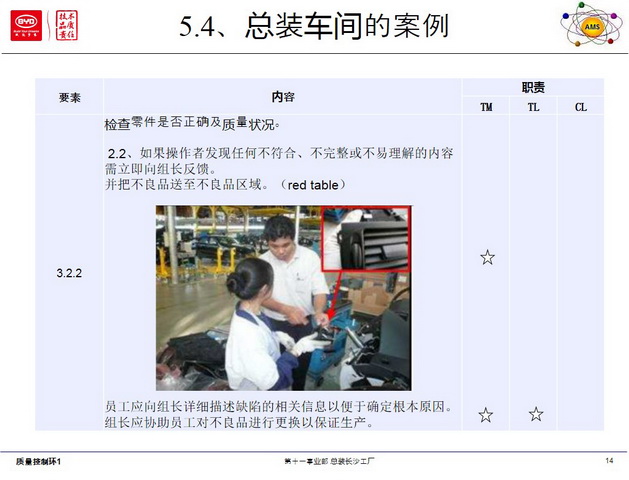 BYD
技术
品质
责信
5.4、总装车间的案例
AMS
要素
内容
职责
TM
TL
CL
检查零件是否正确及质量状况。
2.2、如果操作者发现任何不符合、不完整或不易理解的内容
需立即向组长反馈。
并把不良品送至不良品区域。（red table）
3.2.2
☆
员工应向组长详细描述缺陷的相关信息以便于确定根本原因。
组长应协助员工对不良品进行更换以保证生产。
☆
☆
质量控制环1
第十一事业部 总装长沙工厂
14